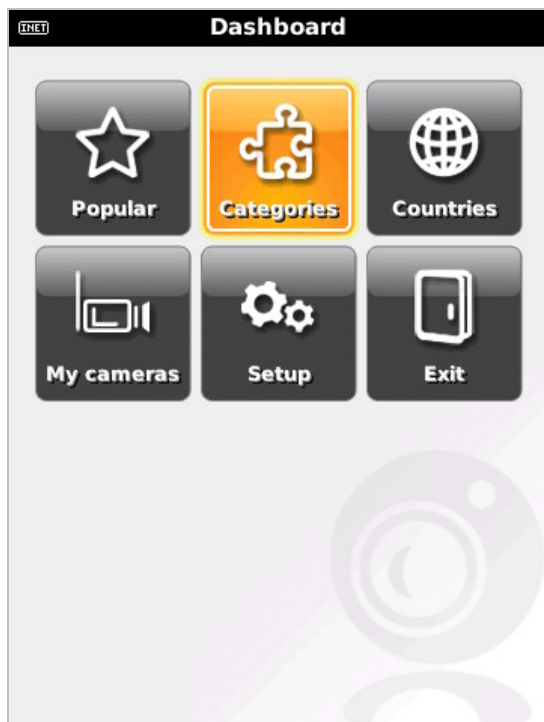 INET
Dashboard
Popular
Categories
Countries
My cameras
Setup
Exit